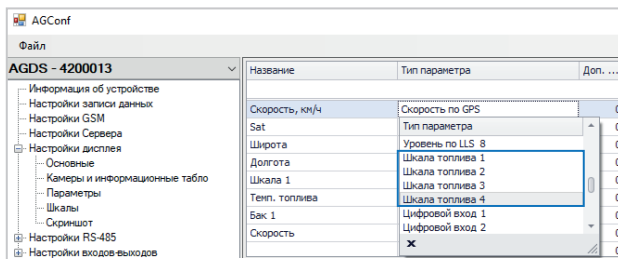 AGConf
Файл
AGDS - 4200013
Информация об устройстве
Настройки записи данных
Настройки GSM
Настройки Сервера
Настройки дисплея
Основные
Камеры и информационные табло
Параметры
Шкалы
Скриншот
Настройки RS-485
Настройки входов-выходов
Название Тип параметра Доп. ...
Скорость, км/ч Скорость по GPS
Sat Тип параметра
Широта Уровень по LLS 8
Долгота Шкала топлива 1
Шкала топлива 2
Шкала 1 Шкала топлива 3
Темп. топлива Шкала топлива 4
Бак 1 Цифровой вход 1
Скорость Цифровой вход 2
x